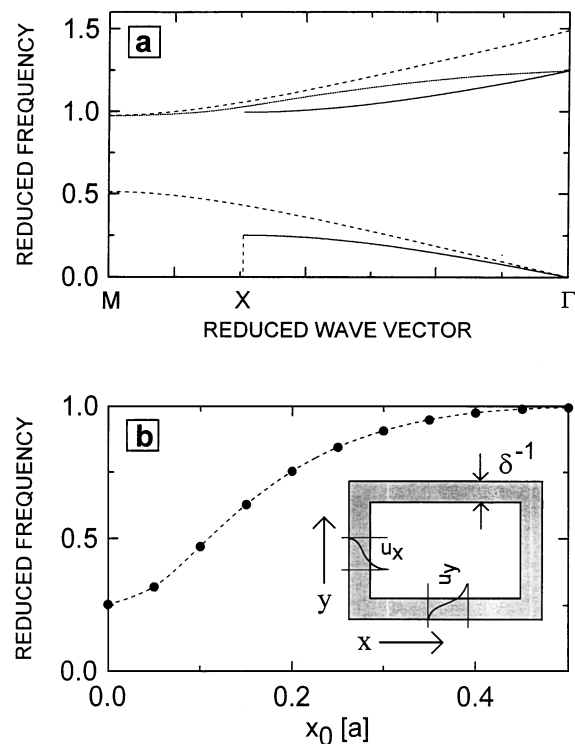 a
REDUCED FREQUENCY
1.5
1.0
0.5
0.0
M X Γ
REDUCED WAVE VECTOR
b
REDUCED FREQUENCY
1.0
0.5
0.0
δ⁻¹
uₓ
u_y
y
x
0.0 0.2 0.4
x₀ [a]